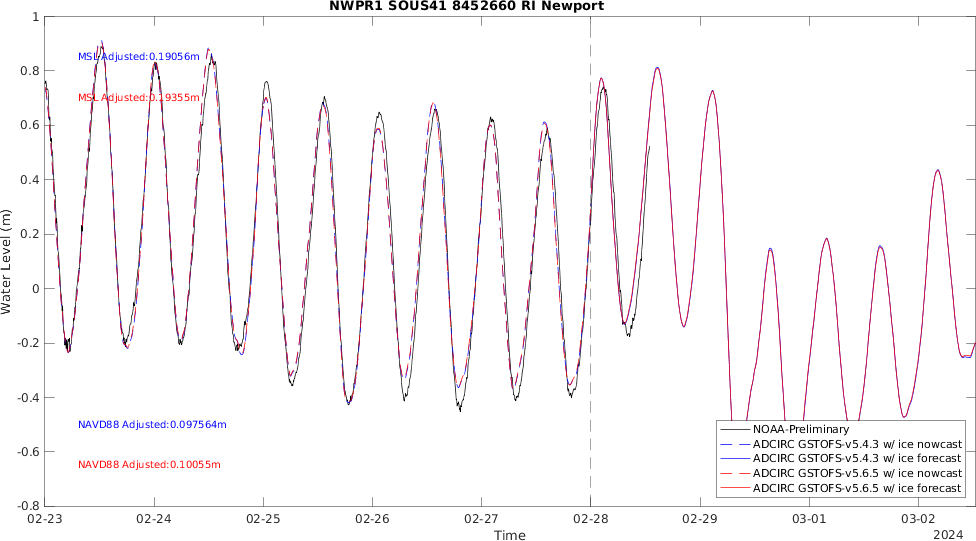 NWPR1 SOUS41 8452660 RI Newport
1
0.8
0.6
0.4
0.2
0
-0.2
-0.4
-0.6
-0.8
Water Level (m)
MSL Adjusted:0.19056m
MSL Adjusted:0.19355m
NAVD88 Adjusted:0.097564m
NAVD88 Adjusted:0.10055m
NOAA-Preliminary
ADCIRC GSTOFS-v5.4.3 w/ ice nowcast
ADCIRC GSTOFS-v5.4.3 w/ ice forecast
ADCIRC GSTOFS-v5.6.5 w/ ice nowcast
ADCIRC GSTOFS-v5.6.5 w/ ice forecast
02-23 02-24 02-25 02-26 02-27 02-28 02-29 03-01 03-02
Time
2024